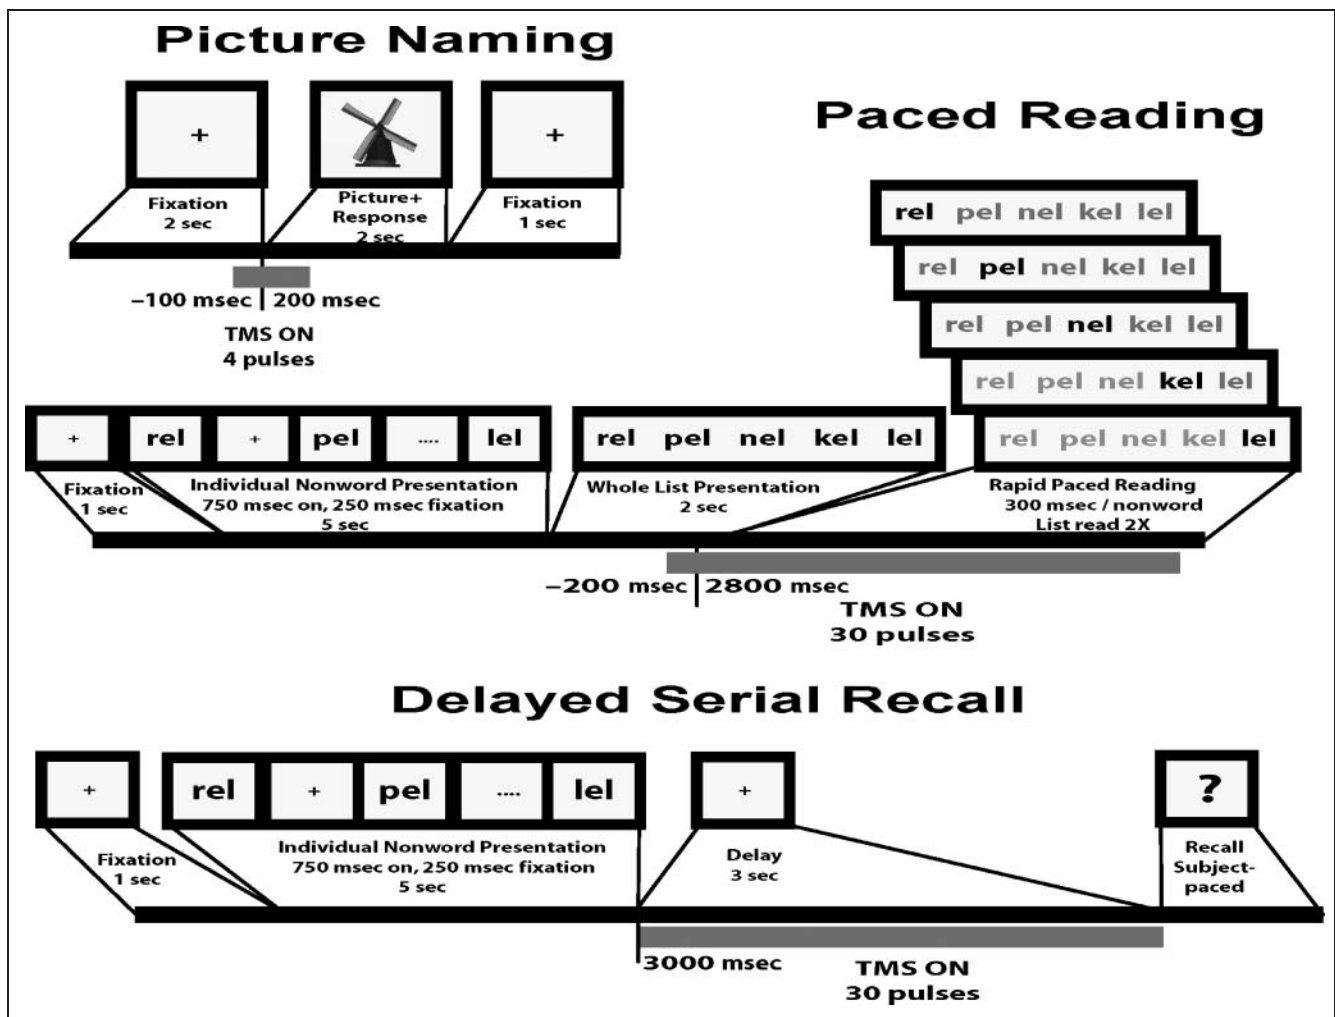 Picture Naming
+
+
Fixation
2 sec
Picture+
Response
2 sec
Fixation
1 sec
–100 msec
200 msec
TMS ON
4 pulses
Paced Reading
rel pel nel kel lel
rel pel nel kel lel
rel pel nel kel lel
rel pel nel kel lel
rel pel nel kel lel
+ rel + pel .... lel
rel pel nel kel lel
Fixation
1 sec
Individual Nonword Presentation
750 msec on, 250 msec fixation
5 sec
Whole List Presentation
2 sec
Rapid Paced Reading
300 msec / nonword
List read 2X
–200 msec
2800 msec
TMS ON
30 pulses
Delayed Serial Recall
+ rel + pel .... lel
+
?
Fixation
1 sec
Individual Nonword Presentation
750 msec on, 250 msec fixation
5 sec
Delay
3 sec
Recall
Subject-
paced
3000 msec
TMS ON
30 pulses